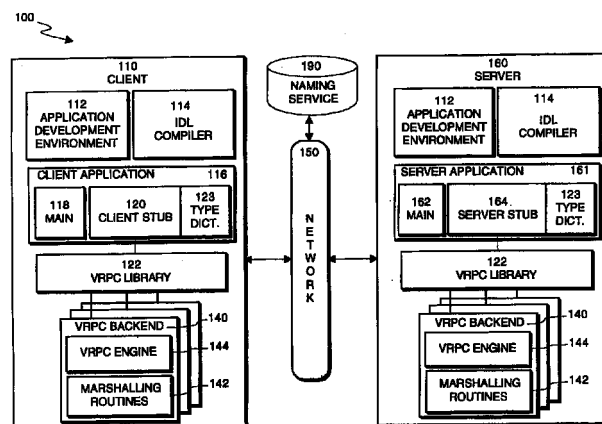 100
110
CLIENT
112
APPLICATION
DEVELOPMENT
ENVIRONMENT
114
IDL
COMPILER
CLIENT APPLICATION 116
118
MAIN
120
CLIENT STUB
123
TYPE
DICT.
122
VRPC LIBRARY
VRPC BACKEND 140
VRPC ENGINE 144
MARSHALLING
ROUTINES 142
190
NAMING
SERVICE
150
NETWORK
160
SERVER
112
APPLICATION
DEVELOPMENT
ENVIRONMENT
114
IDL
COMPILER
SERVER APPLICATION 161
162
MAIN
164
SERVER STUB
123
TYPE
DICT.
122
VRPC LIBRARY
VRPC BACKEND 140
VRPC ENGINE 144
MARSHALLING
ROUTINES 142